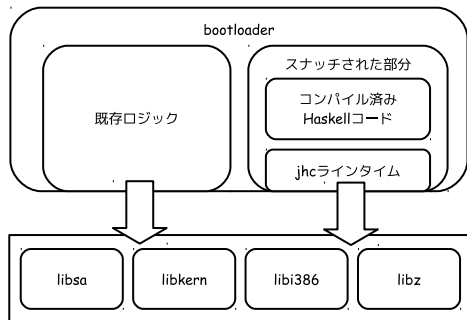 bootloader
スナッチされた部分
既存ロジック
コンパイル済み
Haskellコード
jhcラインタイム
libsa
libkern
libi386
libz